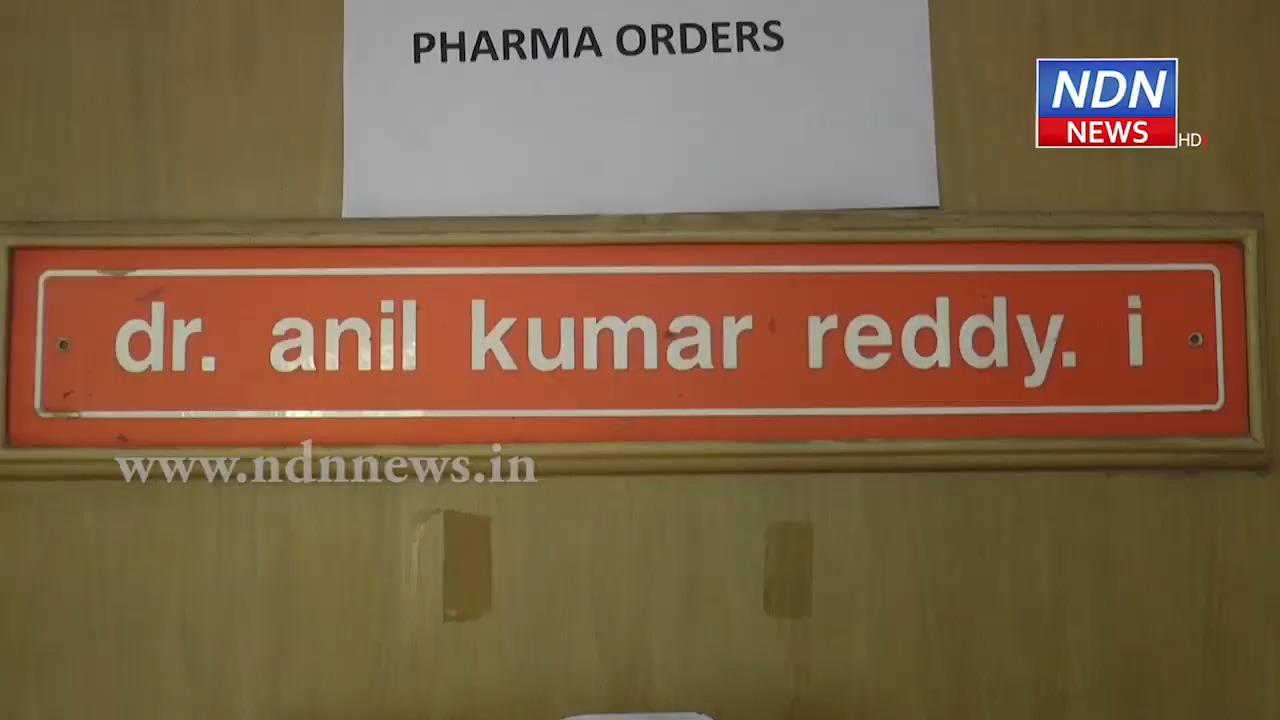 PHARMA ORDERS
NDN
NEWS
HD
dr. anil kumar reddy. i
www.ndnnews.in